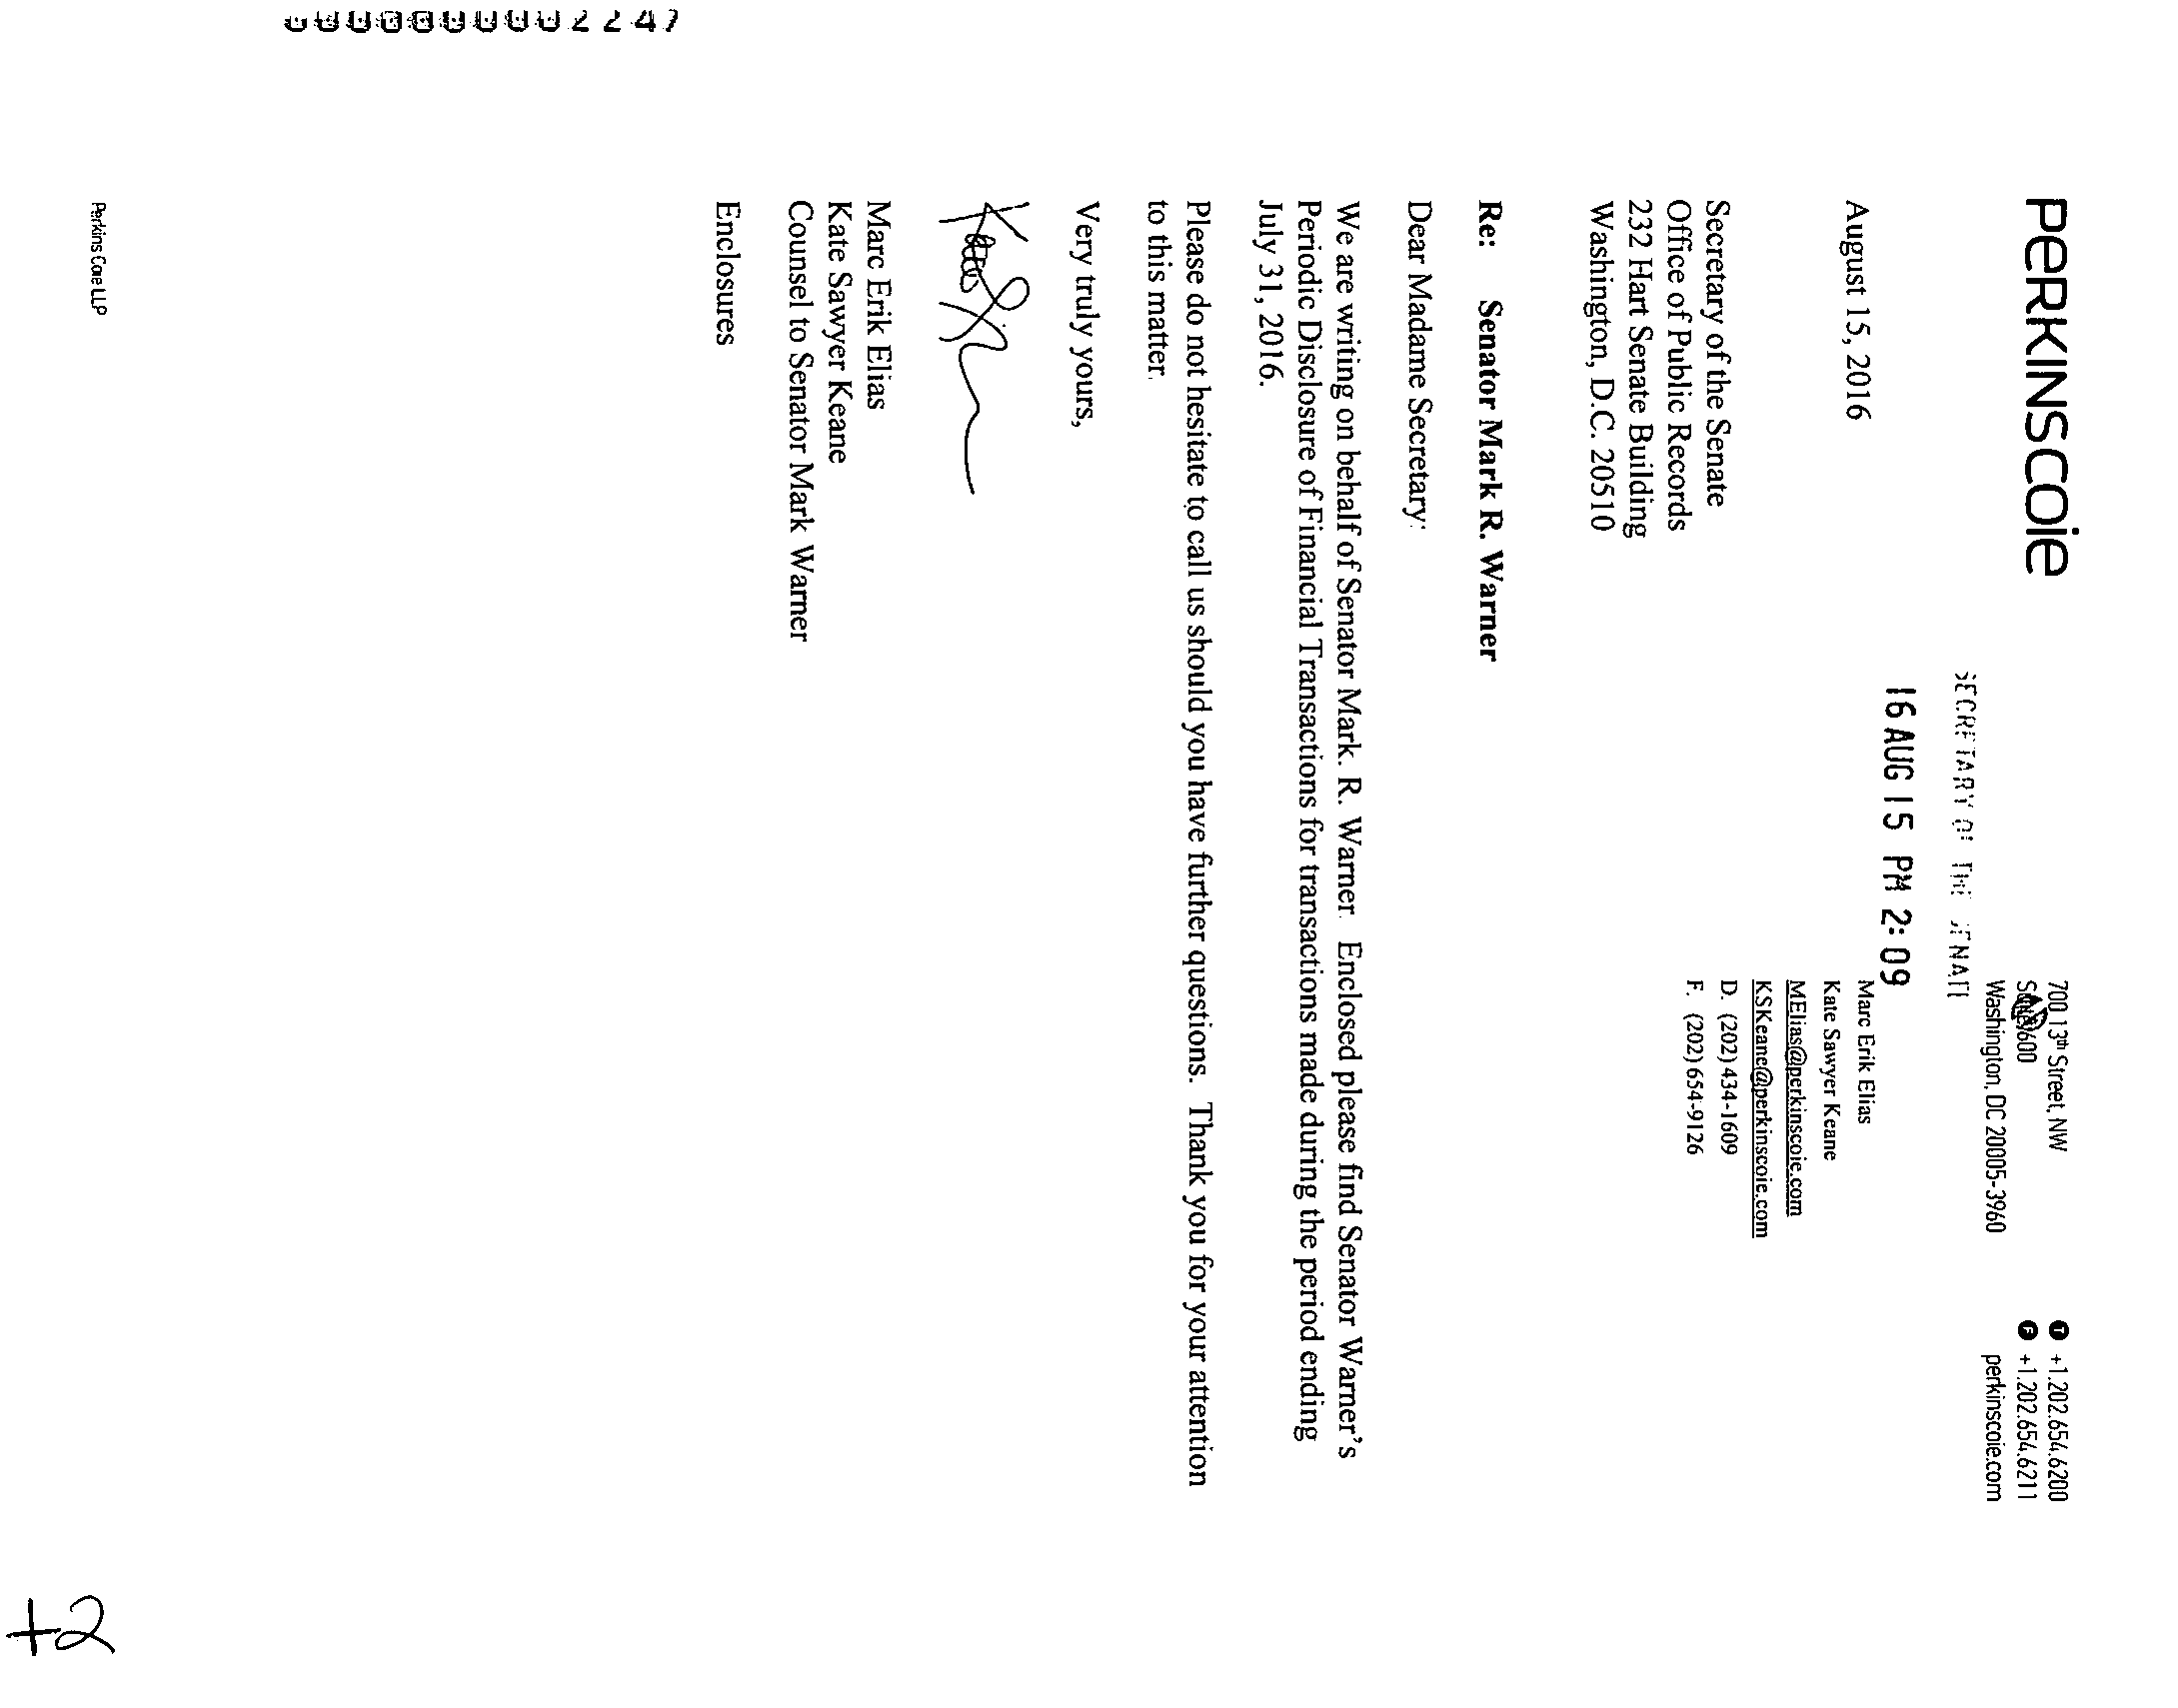 PERKINSCOIE
700 13th Street, NW
Washington, DC 20005-3960
+1.202.654.6200
+1.202.654.6211
perkinscoie.com
SECRETARY OF THE SENATE
16 AUG 15 PM 2:09
August 15, 2016
Marc Erik Elias
Kate Sawyer Keane
MElias@perkinscoie.com
KSKeane@perkinscoie.com
D. (202) 434-1609
F. (202) 654-9126
Secretary of the Senate
Office of Public Records
232 Hart Senate Building
Washington, D.C. 20510
Re: Senator Mark R. Warner
Dear Madame Secretary:
We are writing on behalf of Senator Mark. R. Warner. Enclosed please find Senator Warner's
Periodic Disclosure of Financial Transactions for transactions made during the period ending
July 31, 2016.
Please do not hesitate to call us should you have further questions. Thank you for your attention
to this matter.
Very truly yours,
Marc Erik Elias
Kate Sawyer Keane
Counsel to Senator Mark Warner
Enclosures
Perkins Coie LLP
+2